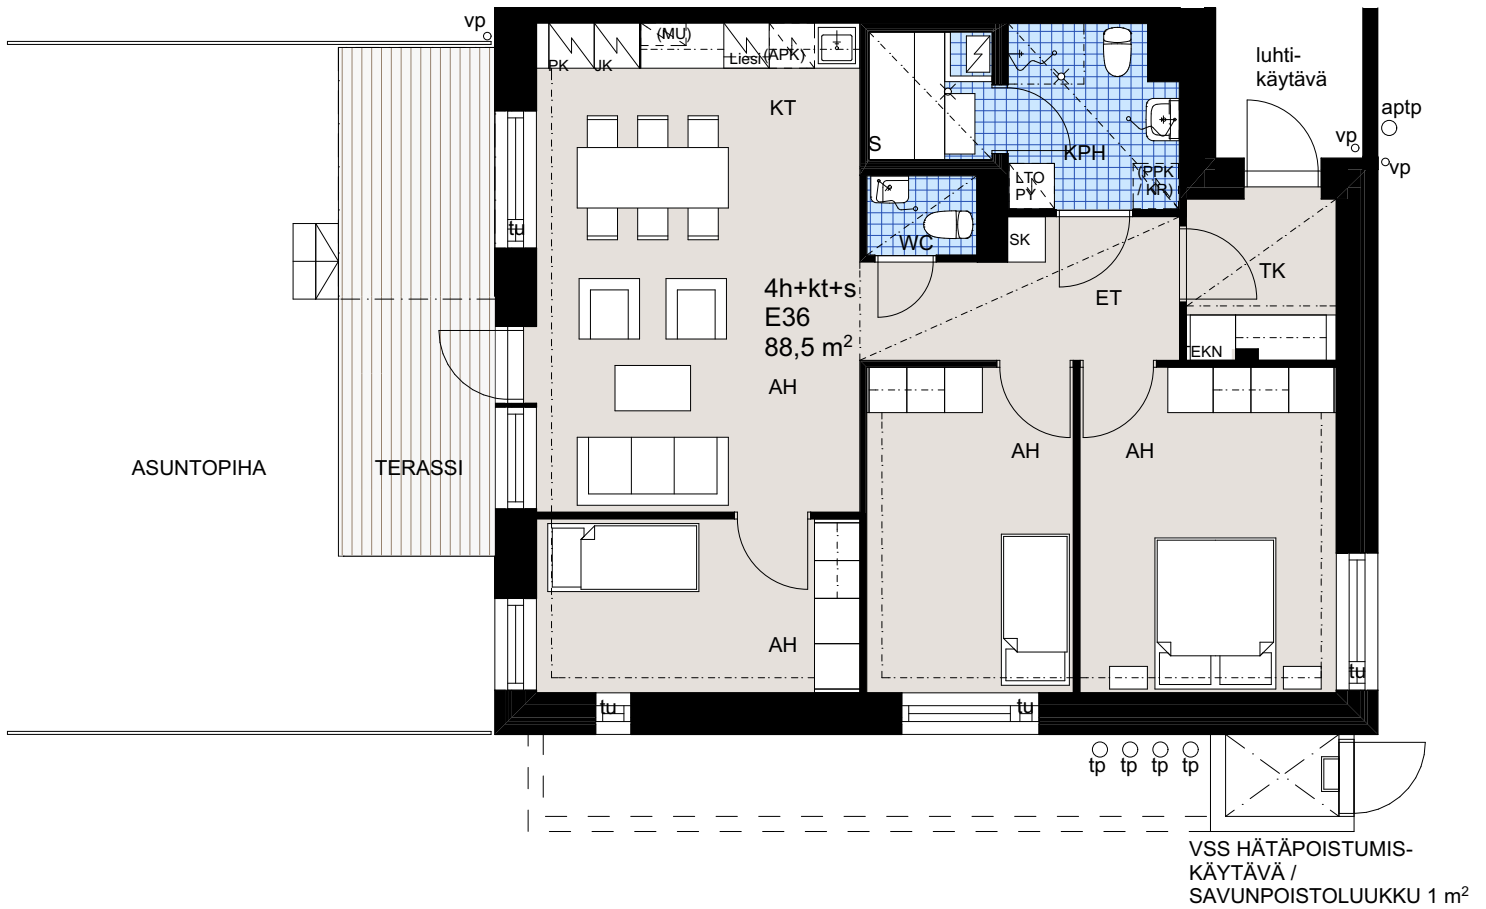 vp
(MU)
PK
JK
Liesi
(APK)
KT
S
KPH
LTO
PY
(PPK
/ KR)
luhti-
käytävä
aptp
vp
vp
tu
WC
SK
4h+kt+s
E36
88,5 m²
ET
TK
TEKN
AH
AH
AH
ASUNTOPIHA
TERASSI
AH
tu
tu
tu
tp
tp
tp
tp
VSS HÄTÄPOISTUMIS-
KÄYTÄVÄ /
SAVUNPOISTOLUUKKU 1 m²